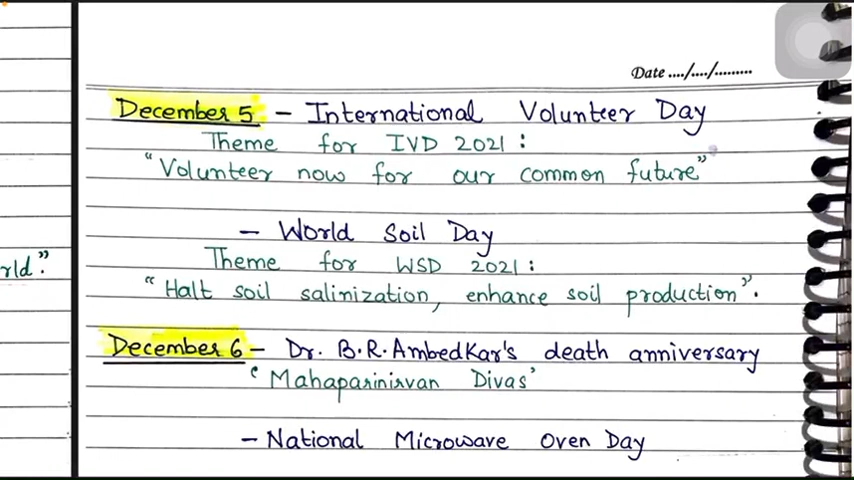 rld."
Date ..../..../.........
December 5 - International Volunteer Day
Theme for IVD 2021 :
"Volunteer now for our common future"
- World Soil Day
Theme for WSD 2021 :
"Halt soil salinization, enhance soil production".
December 6 - Dr. B.R. Ambedkar's death anniversary
'Mahaparinirvan Divas'
- National Microwave Oven Day